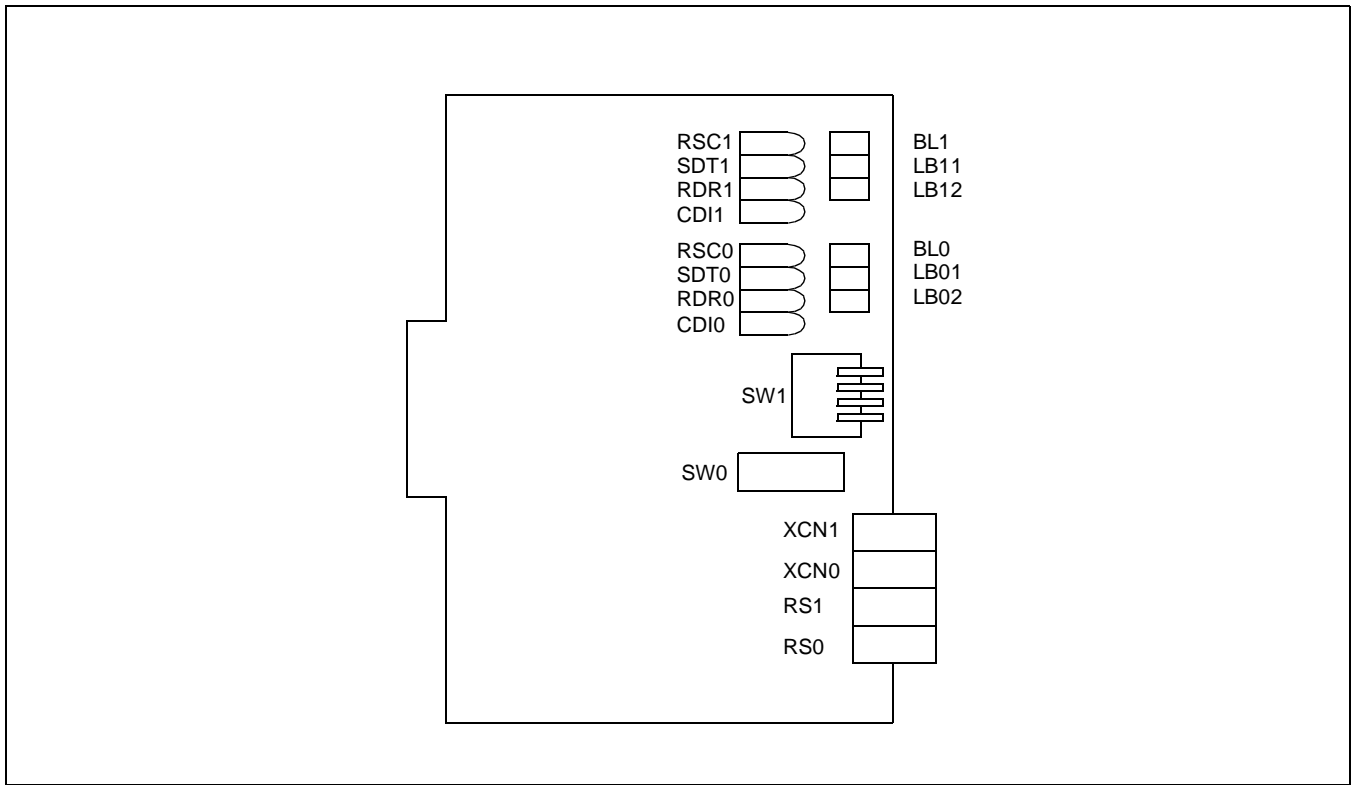 RSC1 BL1
SDT1 LB11
RDR1 LB12
CDI1
RSC0 BL0
SDT0 LB01
RDR0 LB02
CDI0
SW1
SW0
XCN1
XCN0
RS1
RS0